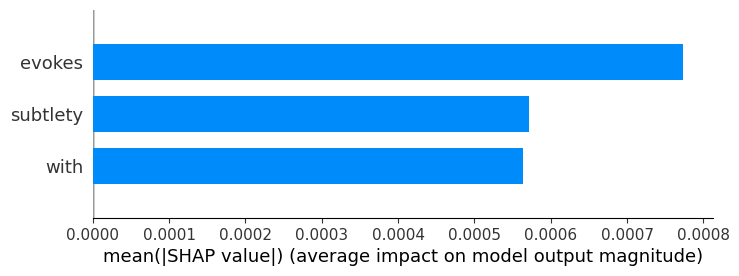 evokes
subtlety
with
0.0000 0.0001 0.0002 0.0003 0.0004 0.0005 0.0006 0.0007 0.0008
mean(|SHAP value|) (average impact on model output magnitude)